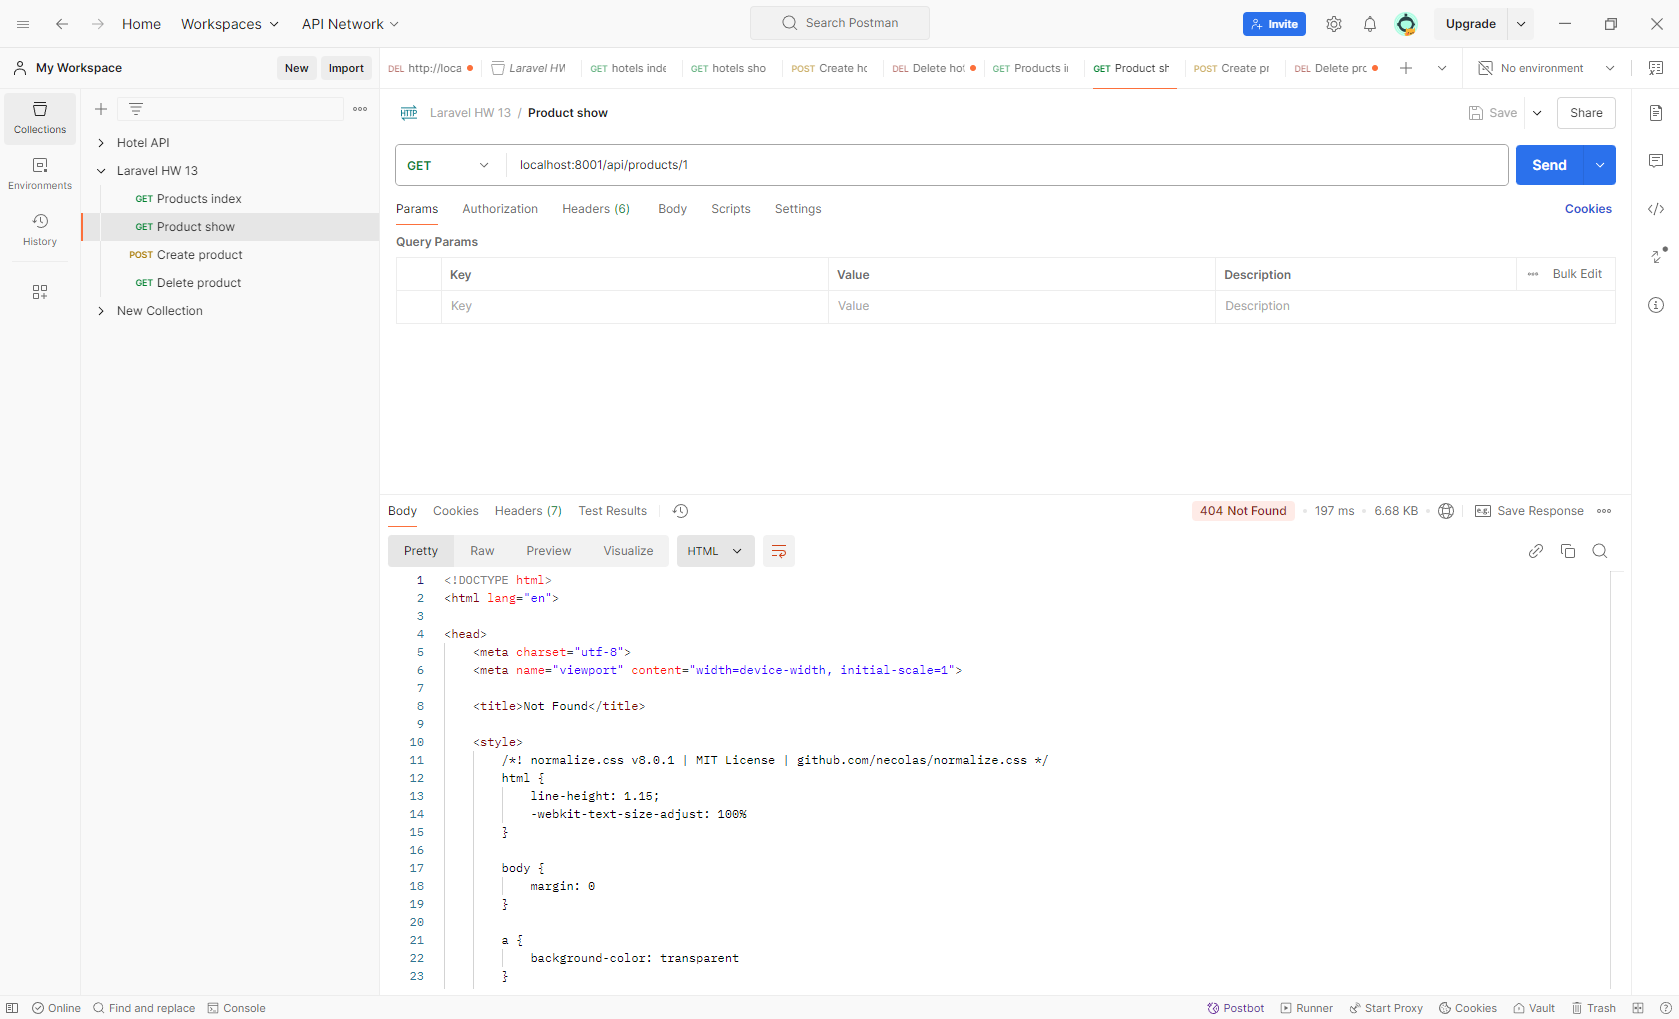 Home Workspaces API Network Search Postman Invite Upgrade
My Workspace New Import
DEL http://loca Laravel HW GET hotels inde GET hotels sho POST Create ho DEL Delete hot GET Products i GET Product sh POST Create pr DEL Delete pro No environment
Collections
Environments
History
Hotel API
Laravel HW 13
GET Products index
GET Product show
POST Create product
GET Delete product
New Collection
HTTP Laravel HW 13 / Product show Save Share
GET localhost:8001/api/products/1 Send
Params Authorization Headers (6) Body Scripts Settings Cookies
Query Params
Key Value Description Bulk Edit
Key Value Description
Body Cookies Headers (7) Test Results 404 Not Found 197 ms 6.68 KB e.g. Save Response
Pretty Raw Preview Visualize HTML
1 <!DOCTYPE html>
2 <html lang="en">
3
4 <head>
5 <meta charset="utf-8">
6 <meta name="viewport" content="width=device-width, initial-scale=1">
7
8 <title>Not Found</title>
9
10 <style>
11 /*! normalize.css v8.0.1 | MIT License | github.com/necolas/normalize.css */
12 html {
13 line-height: 1.15;
14 -webkit-text-size-adjust: 100%
15 }
16
17 body {
18 margin: 0
19 }
20
21 a {
22 background-color: transparent
23 }
Online Find and replace Console Postbot Runner Start Proxy Cookies Vault Trash